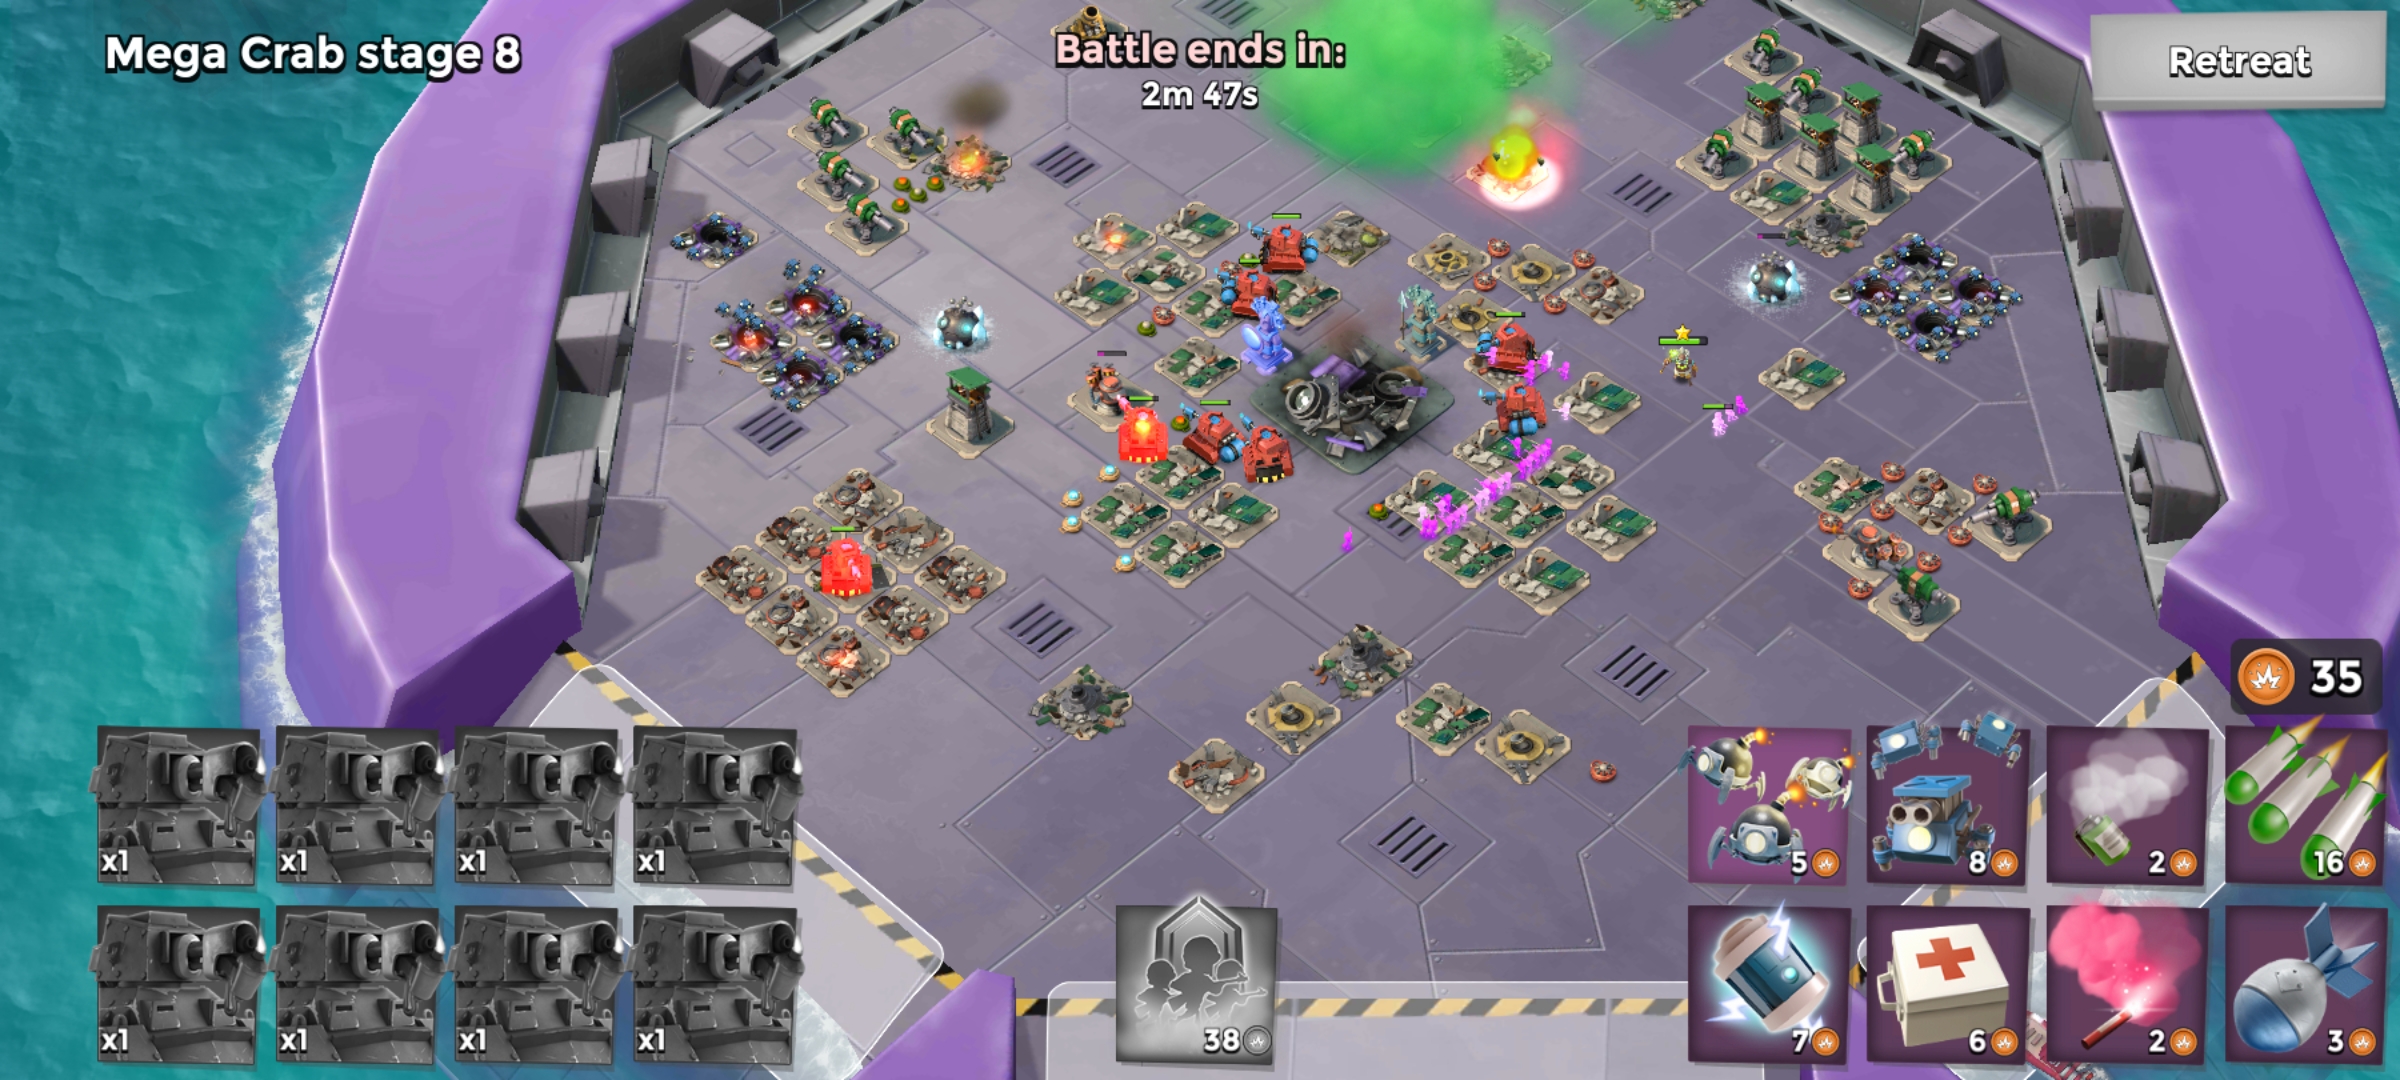 Mega Crab stage 8
Battle ends in:
2m 47s
Retreat
35
x1
x1
x1
x1
5
8
2
16
x1
x1
x1
x1
38
7
6
2
3